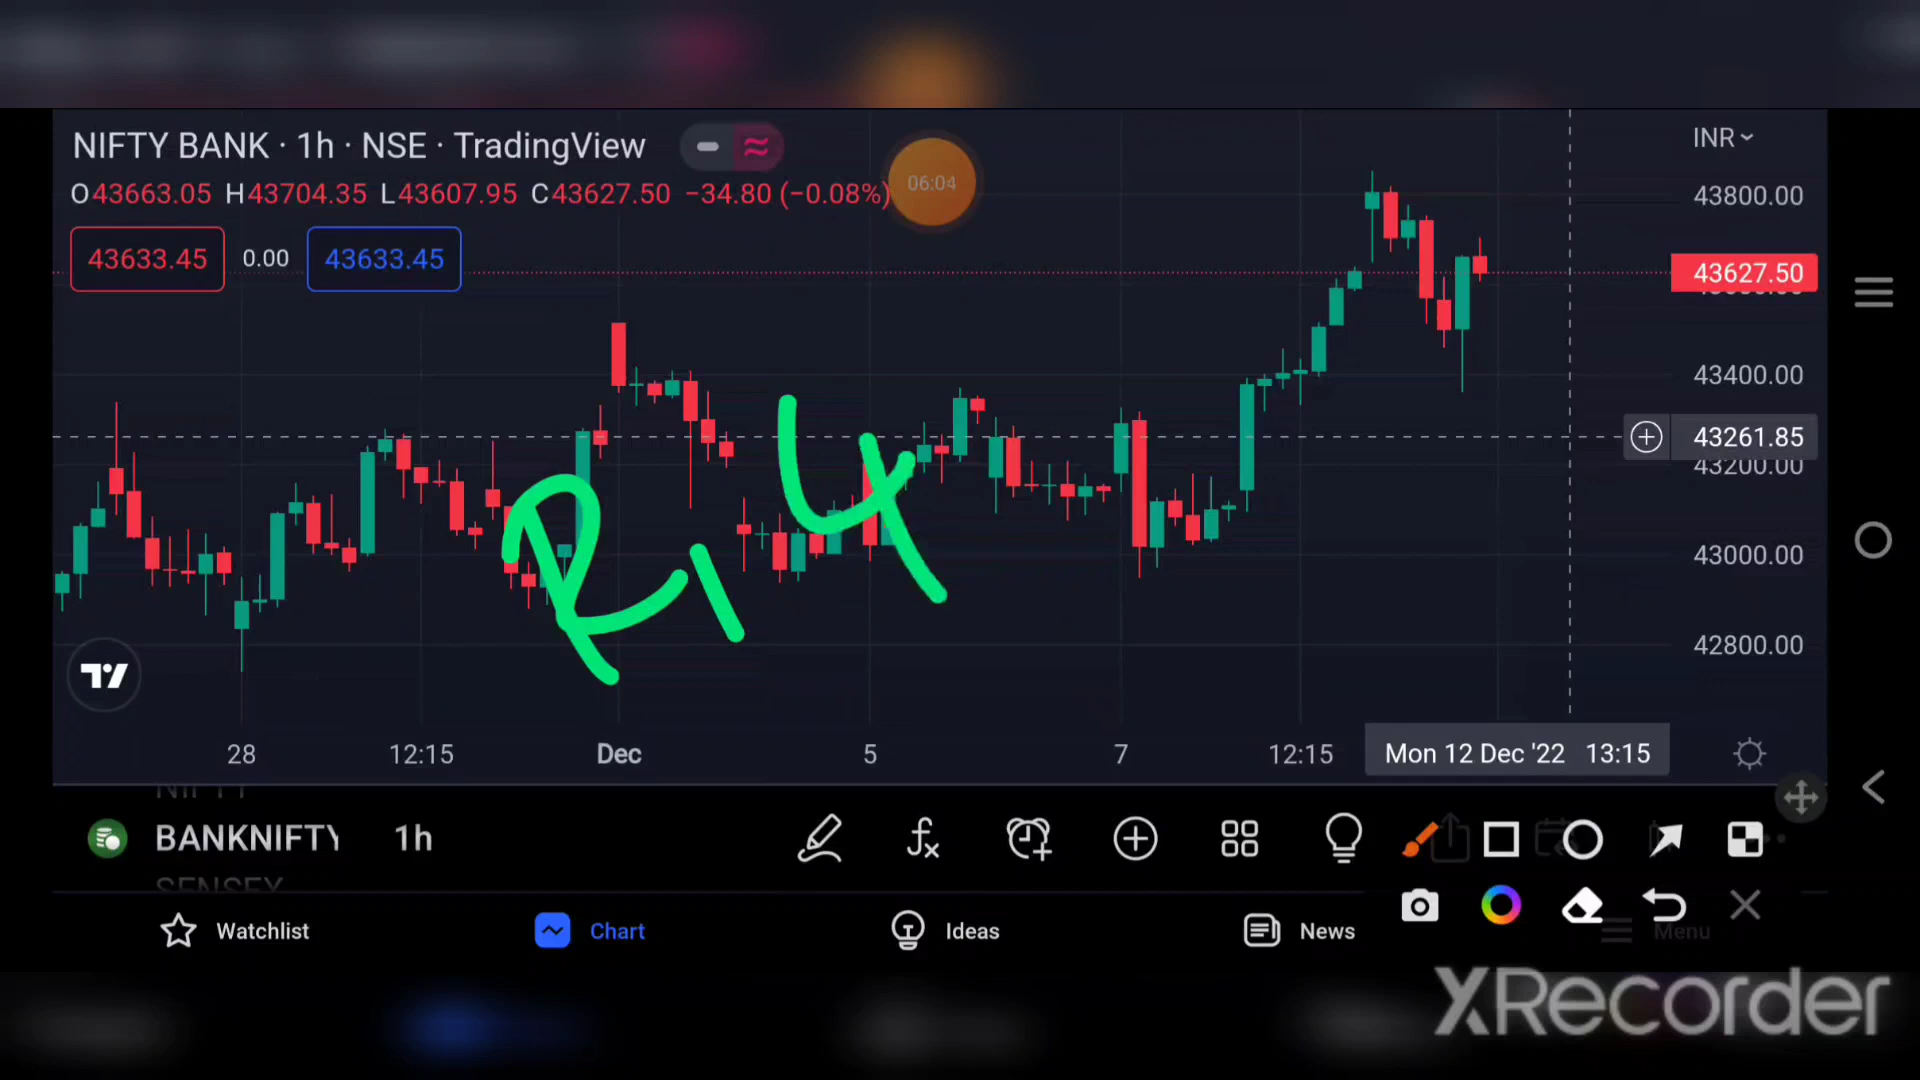 NIFTY BANK · 1h · NSE · TradingView
INR
O43663.05 H43704.35 L43607.95 C43627.50 −34.80 (−0.08%)
06:04
43800.00
43633.45 0.00 43633.45
43627.50
43400.00
43261.85
43200.00
43000.00
42800.00
28 12:15 Dec 5 7 12:15 Mon 12 Dec '22 13:15
NIFTY
BANKNIFTY 1h
SENSEX
Watchlist Chart Ideas News Menu
XRecorder